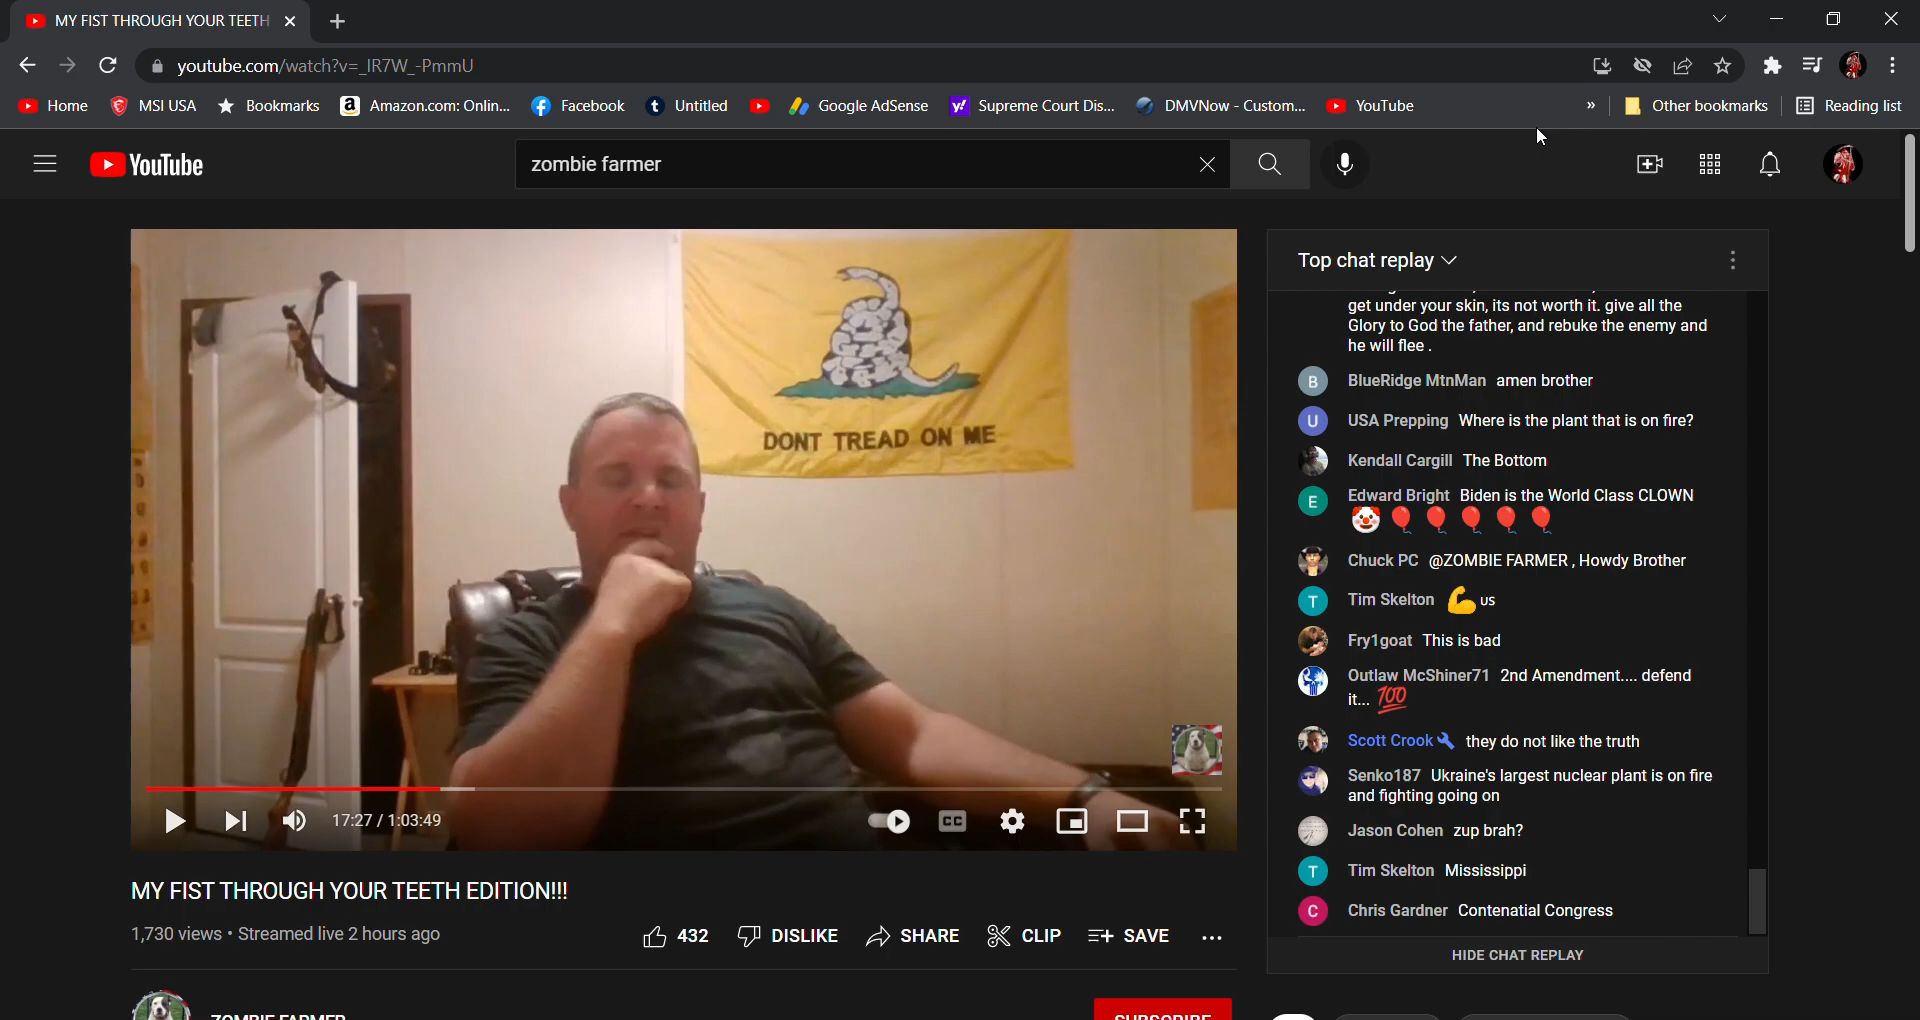 MY FIST THROUGH YOUR TEETH
youtube.com/watch?v=_IR7W_-PmmU
Home MSI USA Bookmarks Amazon.com: Onlin... Facebook Untitled Google AdSense Supreme Court Dis... DMVNow - Custom... YouTube » Other bookmarks Reading list
YouTube
zombie farmer
DONT TREAD ON ME
17:27 / 1:03:49
CC
MY FIST THROUGH YOUR TEETH EDITION!!!
1,730 views • Streamed live 2 hours ago
432 DISLIKE SHARE CLIP SAVE
ZOMBIE FARMER
SUBSCRIBE
Top chat replay
get under your skin, its not worth it. give all the
Glory to God the father, and rebuke the enemy and
he will flee .
B BlueRidge MtnMan amen brother
U USA Prepping Where is the plant that is on fire?
Kendall Cargill The Bottom
E Edward Bright Biden is the World Class CLOWN
🤡🎈🎈🎈🎈🎈
Chuck PC @ZOMBIE FARMER , Howdy Brother
T Tim Skelton 💪 us
Fry1goat This is bad
Outlaw McShiner71 2nd Amendment.... defend
it... 💯
Scott Crook they do not like the truth
Senko187 Ukraine's largest nuclear plant is on fire
and fighting going on
Jason Cohen zup brah?
T Tim Skelton Mississippi
C Chris Gardner Contenatial Congress
HIDE CHAT REPLAY